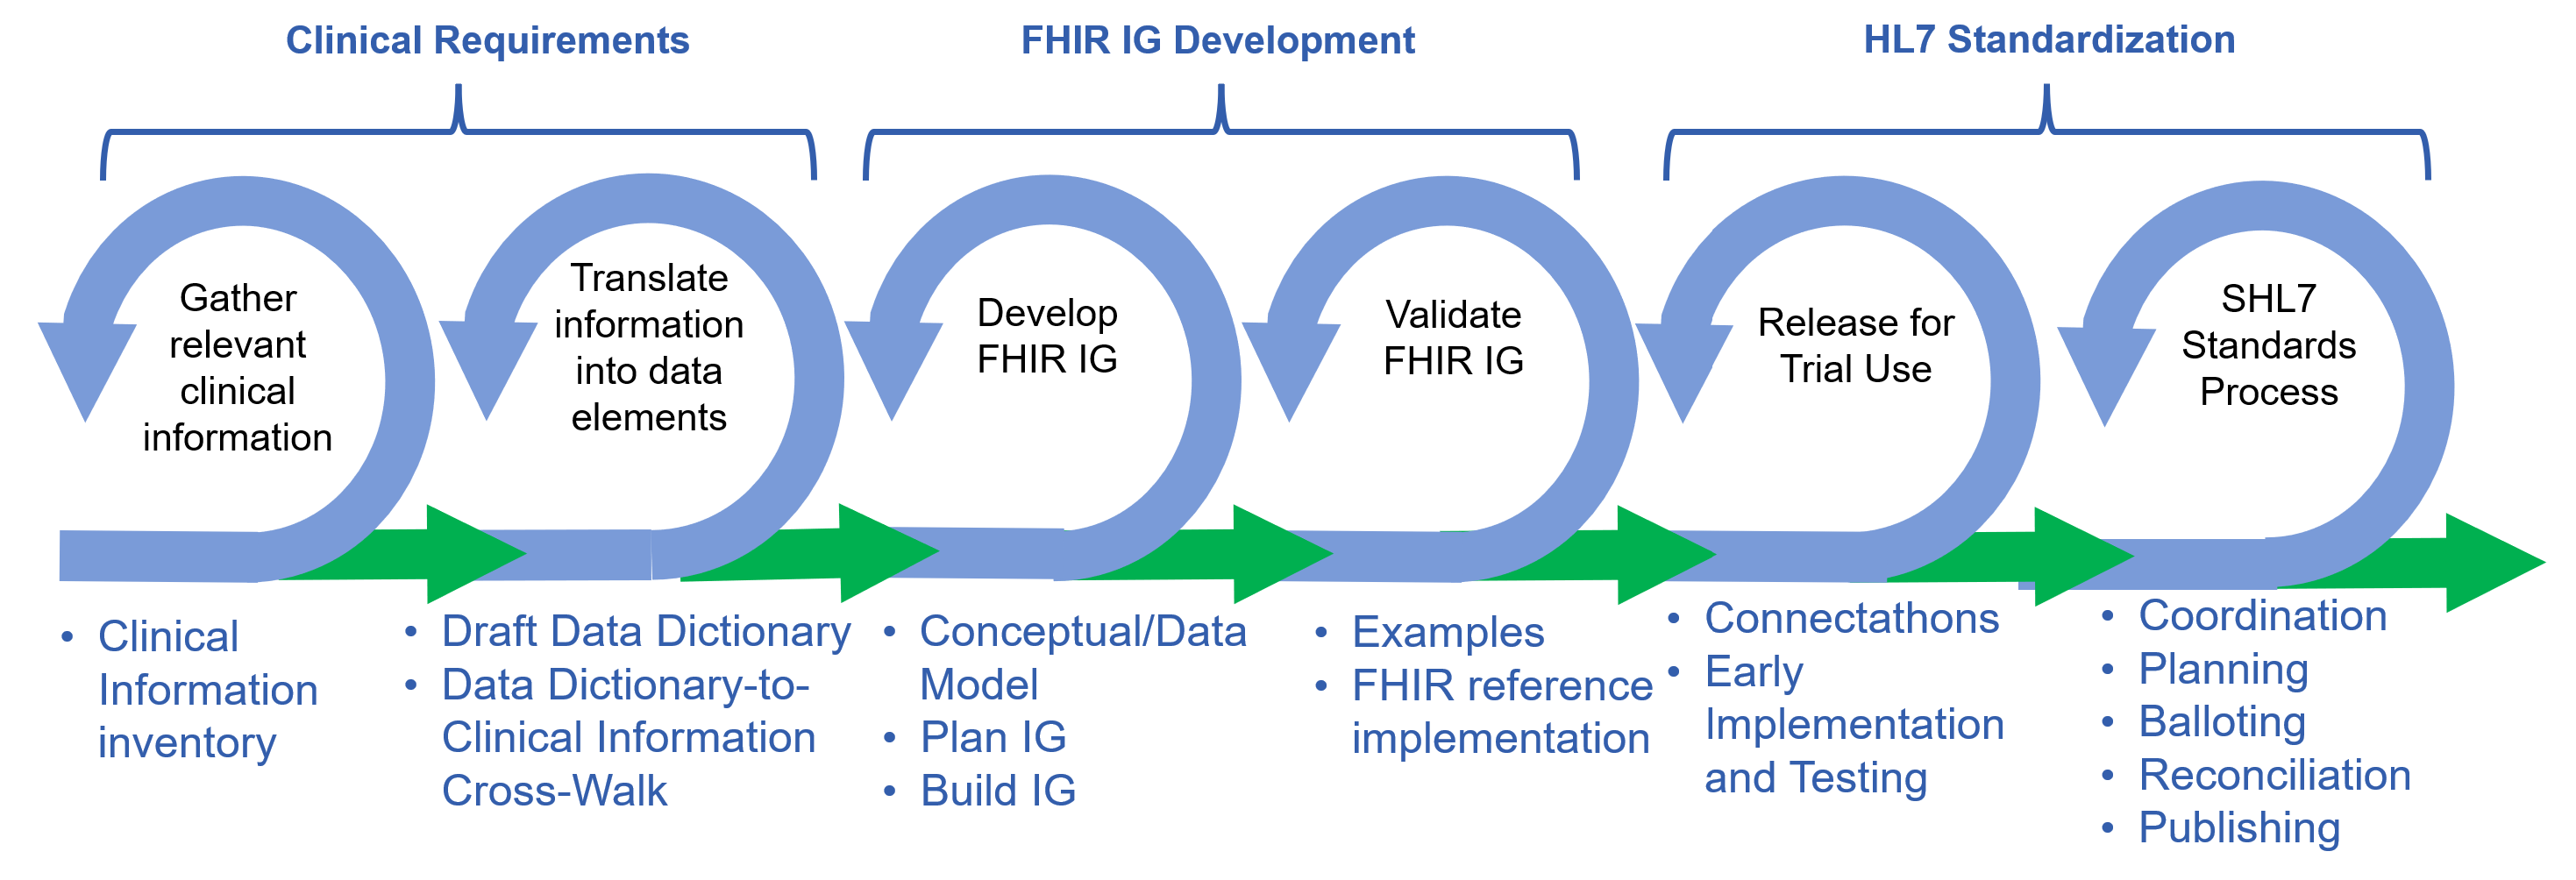 Clinical Requirements
FHIR IG Development
HL7 Standardization
Gather
relevant
clinical
information
Translate
information
into data
elements
Develop
FHIR IG
Validate
FHIR IG
Release for
Trial Use
SHL7
Standards
Process
• Clinical
Information
inventory
• Draft Data Dictionary
• Data Dictionary-to-
Clinical Information
Cross-Walk
• Conceptual/Data
Model
• Plan IG
• Build IG
• Examples
• FHIR reference
implementation
• Connectathons
• Early
Implementation
and Testing
• Coordination
• Planning
• Balloting
• Reconciliation
• Publishing